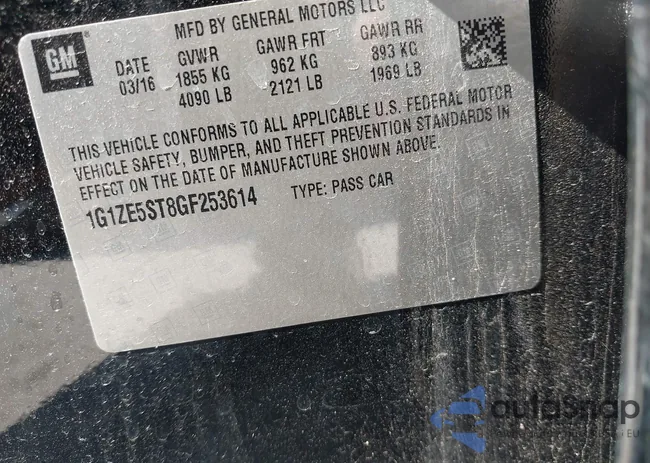 MFD BY GENERAL MOTORS LLC
GM
DATE GVWR GAWR FRT GAWR RR
03/16 1855 KG 962 KG 893 KG
4090 LB 2121 LB 1969 LB
THIS VEHICLE CONFORMS TO ALL APPLICABLE U.S. FEDERAL MOTOR
VEHICLE SAFETY, BUMPER, AND THEFT PREVENTION STANDARDS IN
EFFECT ON THE DATE OF MANUFACTURE SHOWN ABOVE.
1G1ZE5ST8GF253614 TYPE: PASS CAR
autoSnap